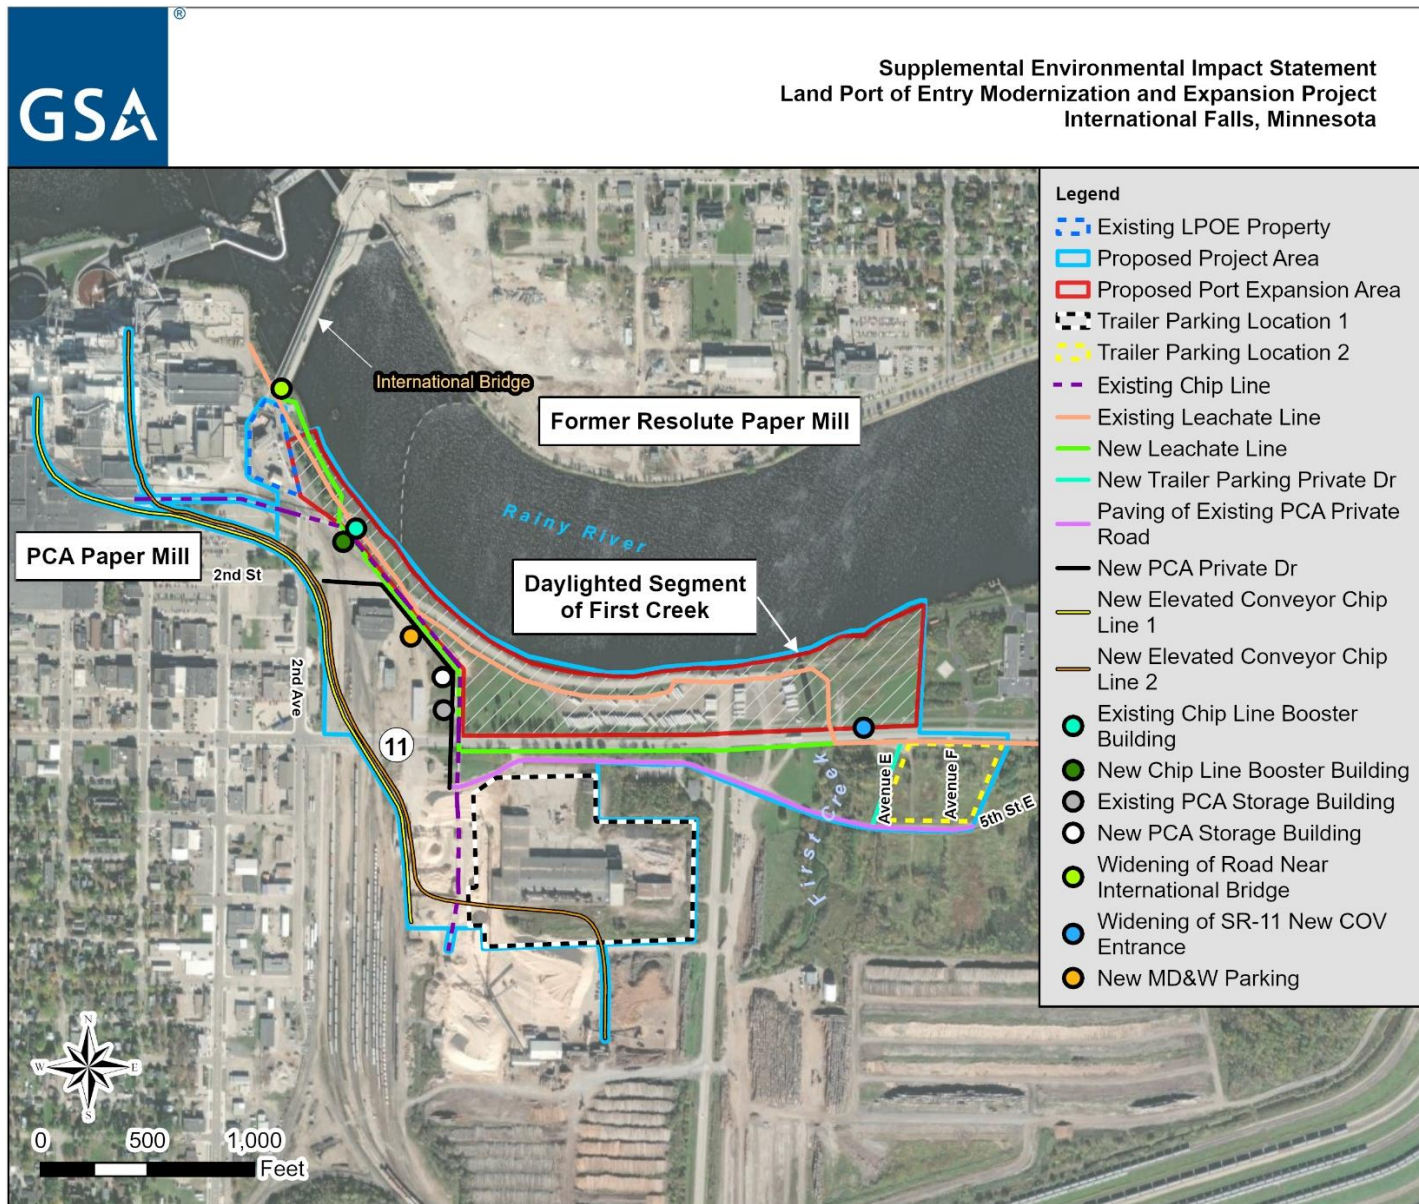 GSA
®
Supplemental Environmental Impact Statement
Land Port of Entry Modernization and Expansion Project
International Falls, Minnesota
Legend
Existing LPOE Property
Proposed Project Area
Proposed Port Expansion Area
Trailer Parking Location 1
Trailer Parking Location 2
Existing Chip Line
Existing Leachate Line
New Leachate Line
New Trailer Parking Private Dr
Paving of Existing PCA Private
Road
New PCA Private Dr
New Elevated Conveyor Chip
Line 1
New Elevated Conveyor Chip
Line 2
Existing Chip Line Booster
Building
New Chip Line Booster Building
Existing PCA Storage Building
New PCA Storage Building
Widening of Road Near
International Bridge
Widening of SR-11 New COV
Entrance
New MD&W Parking
International Bridge
Former Resolute Paper Mill
Rainy River
PCA Paper Mill
2nd St
Daylighted Segment
of First Creek
2nd Ave
11
First Creek
Avenue E
Avenue F
5th St E
N
W
E
S
0
500
1,000
Feet